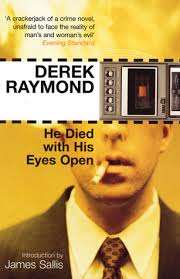 'A crackerjack of a crime novel,
unafraid to face the reality of
man's and woman's evil'
Evening Standard
DEREK
RAYMOND
He Died
with His
Eyes Open
Introduction by
James Sallis